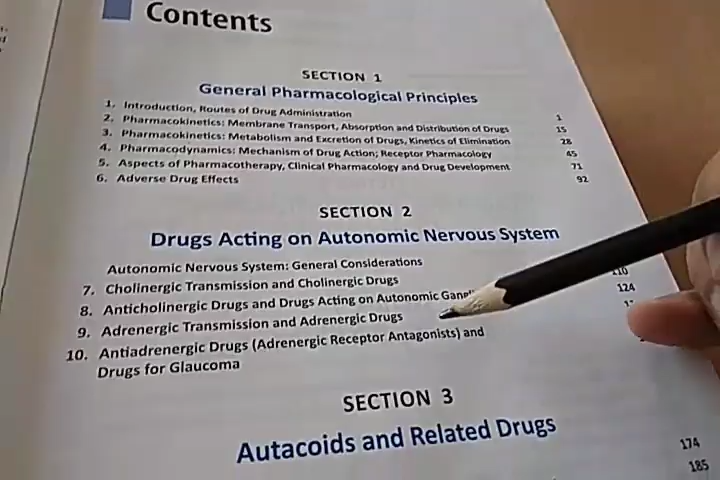 Contents
SECTION 1
General Pharmacological Principles
1. Introduction, Routes of Drug Administration 1
2. Pharmacokinetics: Membrane Transport, Absorption and Distribution of Drugs 15
3. Pharmacokinetics: Metabolism and Excretion of Drugs, Kinetics of Elimination 28
4. Pharmacodynamics: Mechanism of Drug Action; Receptor Pharmacology 45
5. Aspects of Pharmacotherapy, Clinical Pharmacology and Drug Development 71
6. Adverse Drug Effects 92
SECTION 2
Drugs Acting on Autonomic Nervous System
Autonomic Nervous System: General Considerations
7. Cholinergic Transmission and Cholinergic Drugs 110
8. Anticholinergic Drugs and Drugs Acting on Autonomic 124
9. Adrenergic Transmission and Adrenergic Drugs
10. Antiadrenergic Drugs (Adrenergic Receptor Antagonists) and
Drugs for Glaucoma
SECTION 3
Autacoids and Related Drugs
174
185